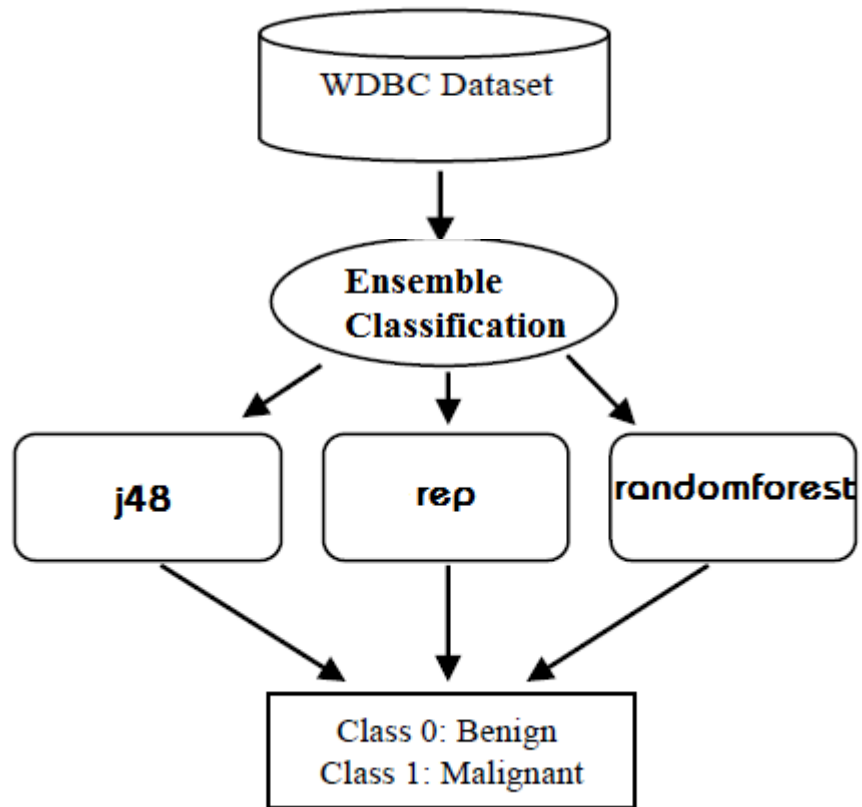 WDBC Dataset
Ensemble
Classification
j48
rep
randomforest
Class 0: Benign
Class 1: Malignant